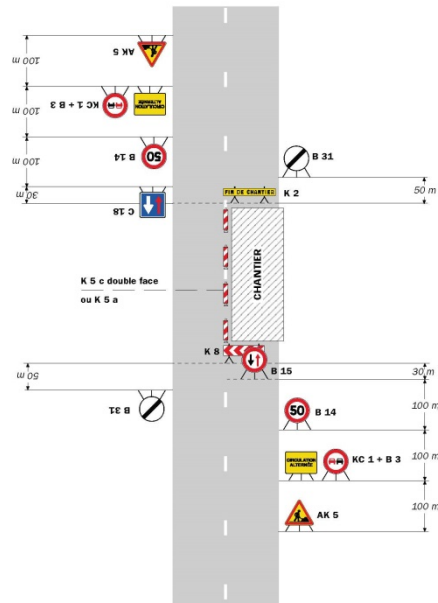 AK 5
100 m
CIRCULATION ALTERNÉE
KC 1 + B 3
100 m
50
B 14
100 m
C 18
30 m
B 31
50 m
FIN DE CHANTIER
K 2
CHANTIER
K 5 c double face
ou K 5 a
K 8
B 15
30 m
50 m
B 31
50
B 14
100 m
CIRCULATION
ALTERNÉE
KC 1 + B 3
100 m
AK 5
100 m